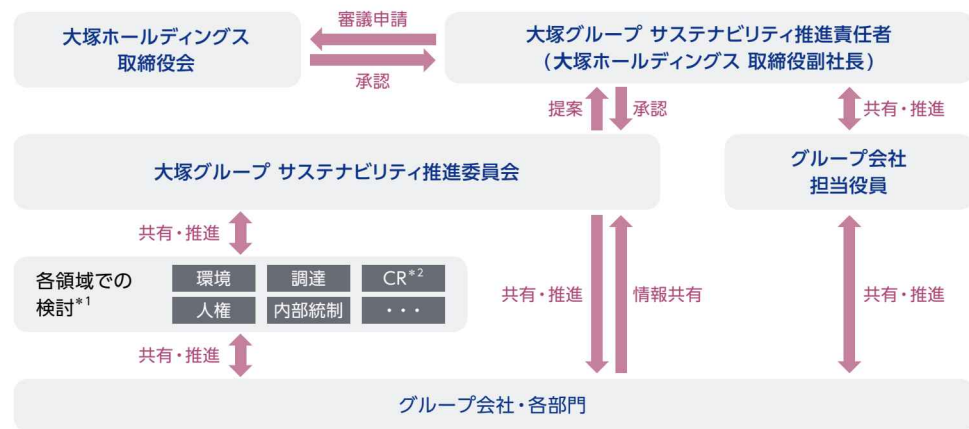 大塚ホールディングス
取締役会
審議申請
承認
大塚グループ サステナビリティ推進責任者
(大塚ホールディングス 取締役副社長)
提案
承認
共有・推進
大塚グループ サステナビリティ推進委員会
グループ会社
担当役員
共有・推進
各領域での
検討*1
環境
調達
CR*2
人権
内部統制
・・・
共有・推進
情報共有
共有・推進
共有・推進
グループ会社・各部門